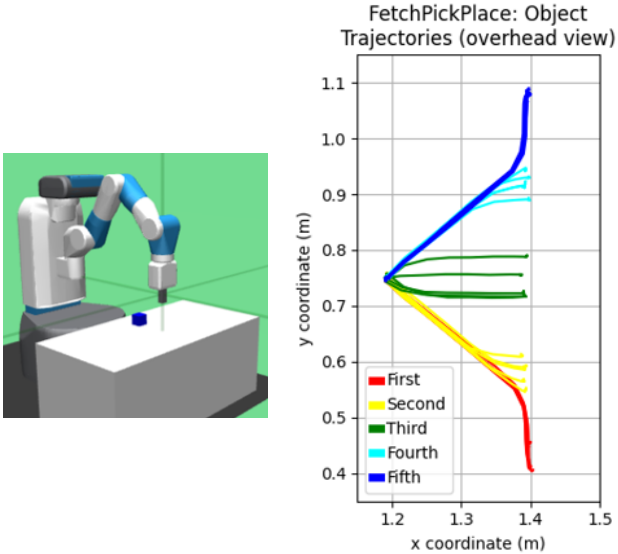 FetchPickPlace: Object
Trajectories (overhead view)
1.1
1.0
0.9
0.8
0.7
0.6
0.5
0.4
y coordinate (m)
First
Second
Third
Fourth
Fifth
1.2
1.3
1.4
1.5
x coordinate (m)